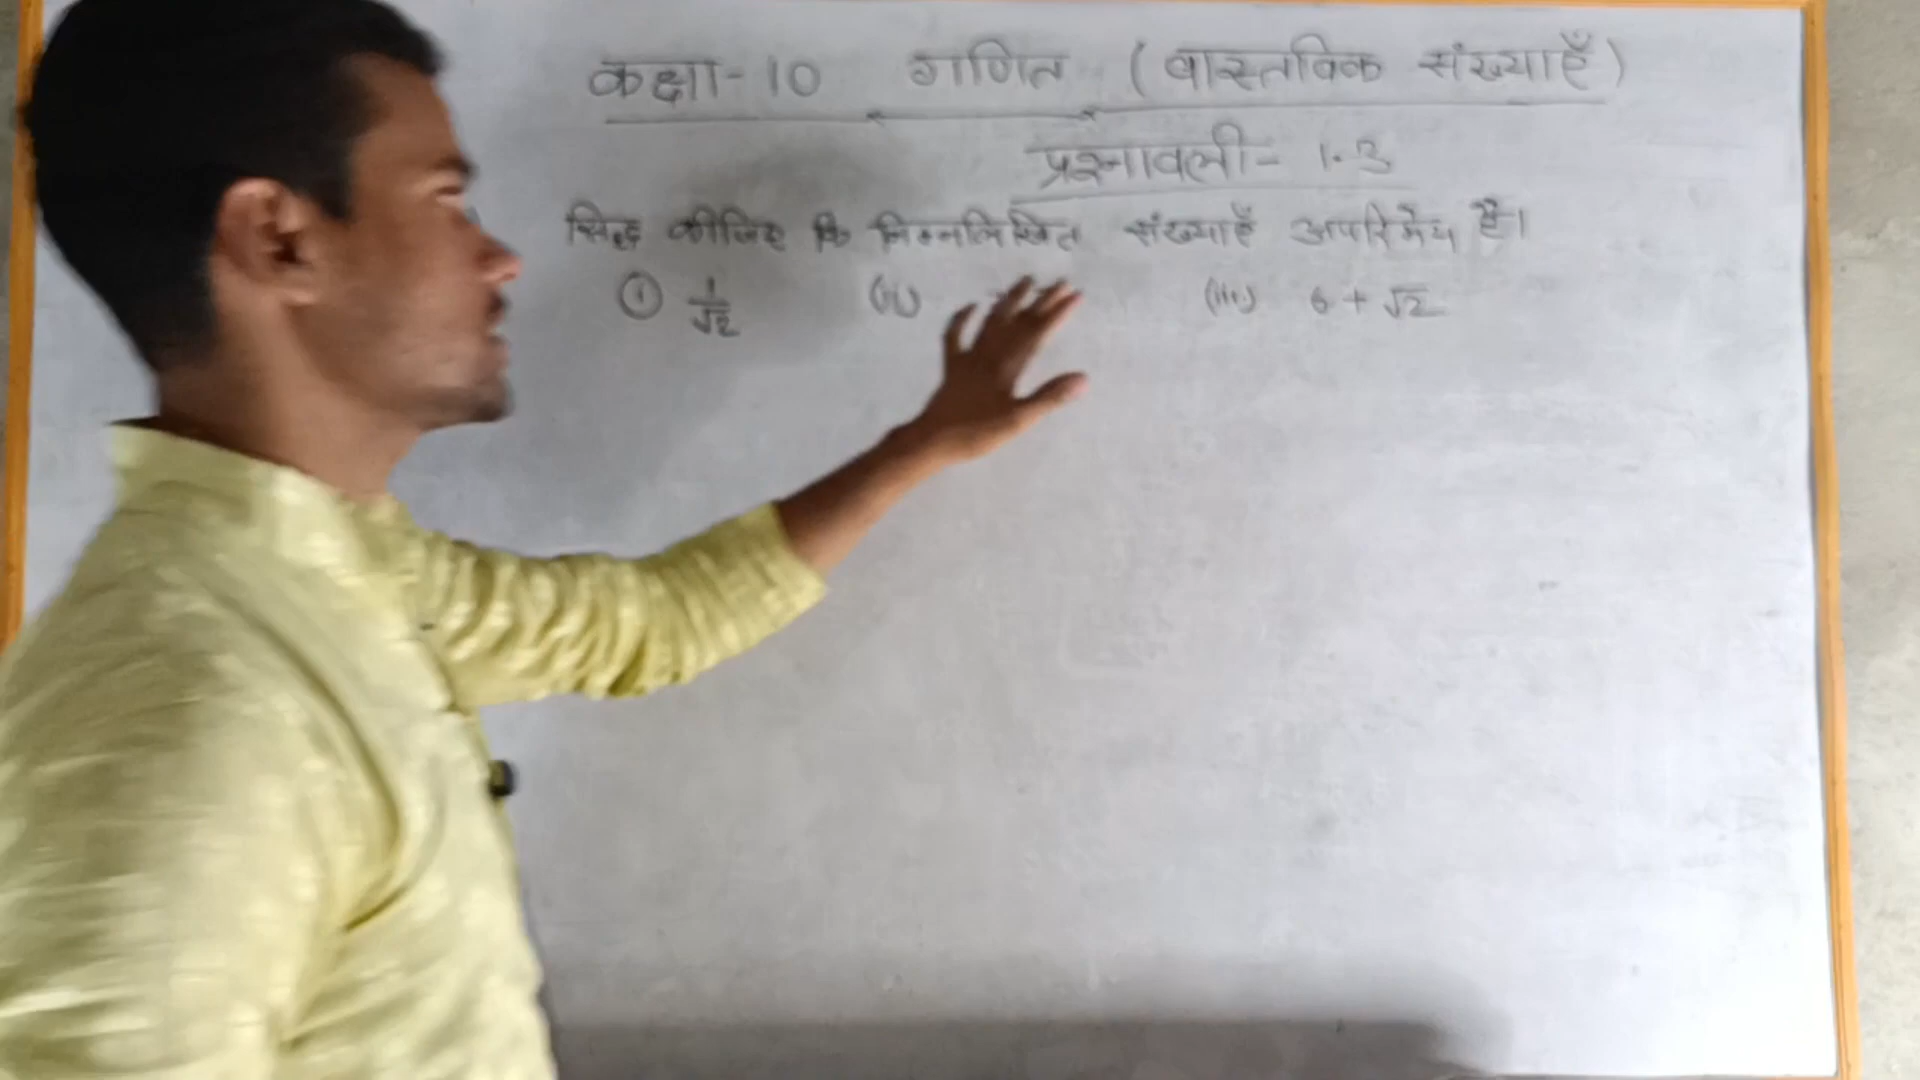 कक्षा-10 गणित (वास्तविक संख्याएँ)
प्रश्नावली- 1.3
सिद्ध कीजिए कि निम्नलिखित संख्याएँ अपरिमेय है।
(i) 1/√2 (ii) (iii) 6 + √2